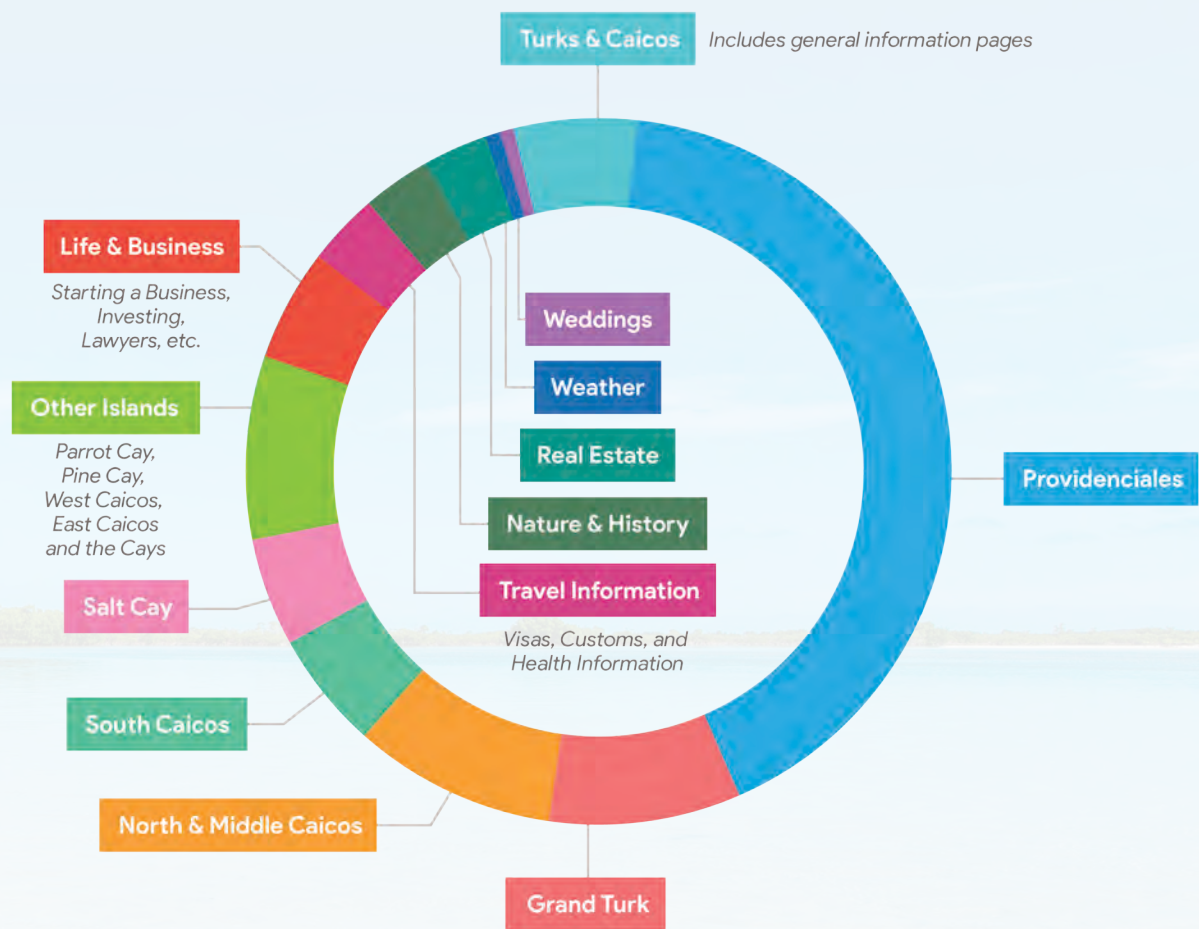 Turks & Caicos
Includes general information pages
Life & Business
Starting a Business,
Investing,
Lawyers, etc.
Weddings
Weather
Other Islands
Parrot Cay,
Pine Cay,
West Caicos,
East Caicos
and the Cays
Real Estate
Providenciales
Nature & History
Travel Information
Visas, Customs, and
Health Information
Salt Cay
South Caicos
North & Middle Caicos
Grand Turk